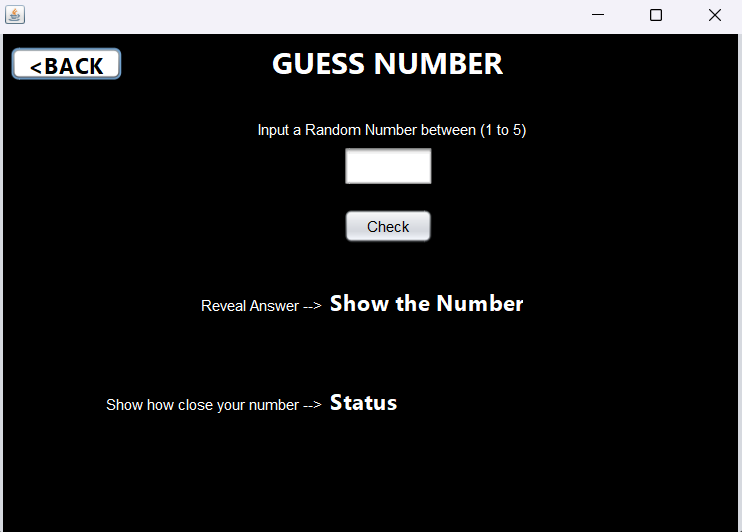 <BACK
GUESS NUMBER
Input a Random Number between (1 to 5)
Check
Reveal Answer --> Show the Number
Show how close your number --> Status